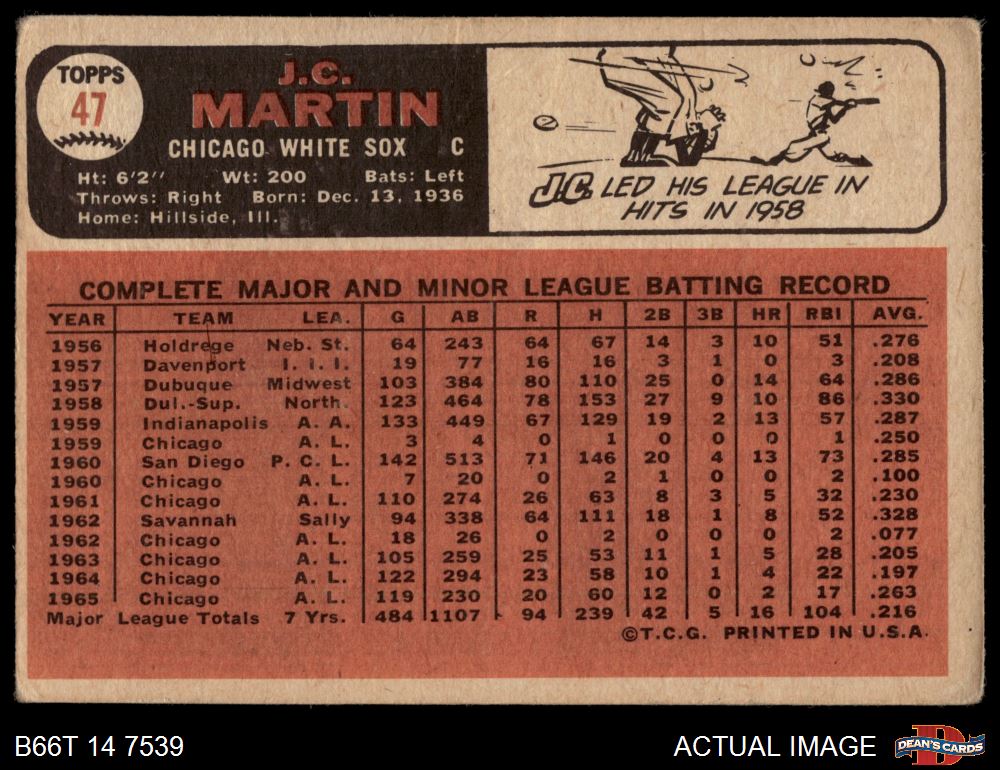 TOPPS
47
J.C.
MARTIN
CHICAGO WHITE SOX C
Ht: 6'2'' Wt: 200 Bats: Left
Throws: Right Born: Dec. 13, 1936
Home: Hillside, Ill.
J.C. LED HIS LEAGUE IN
HITS IN 1958
COMPLETE MAJOR AND MINOR LEAGUE BATTING RECORD
YEAR TEAM LEA. G AB R H 2B 3B HR RBI AVG.
1956 Holdrege Neb. St. 64 243 64 67 14 3 10 51 .276
1957 Davenport I. I. I. 19 77 16 16 3 1 0 3 .208
1957 Dubuque Midwest 103 384 80 110 25 0 14 64 .286
1958 Dul.-Sup. North. 123 464 78 153 27 9 10 86 .330
1959 Indianapolis A. A. 133 449 67 129 19 2 13 57 .287
1959 Chicago A. L. 3 4 0 1 0 0 0 1 .250
1960 San Diego P. C. L. 142 513 71 146 20 4 13 73 .285
1960 Chicago A. L. 7 20 0 2 1 0 0 2 .100
1961 Chicago A. L. 110 274 26 63 8 3 5 32 .230
1962 Savannah Sally 94 338 64 111 18 1 8 52 .328
1962 Chicago A. L. 18 26 0 2 0 0 0 2 .077
1963 Chicago A. L. 105 259 25 53 11 1 5 28 .205
1964 Chicago A. L. 122 294 23 58 10 1 4 22 .197
1965 Chicago A. L. 119 230 20 60 12 0 2 17 .263
Major League Totals 7 Yrs. 484 1107 94 239 42 5 16 104 .216
©T.C.G. PRINTED IN U.S.A.
B66T 14 7539
ACTUAL IMAGE
DEAN'S CARDS